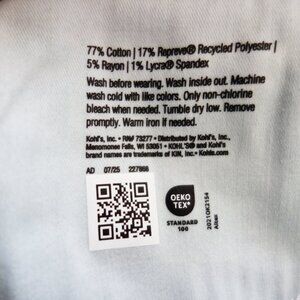 77% Cotton | 17% Repreve® Recycled Polyester |
5% Rayon | 1% Lycra® Spandex
Wash before wearing. Wash inside out. Machine
wash cold with like colors. Only non-chlorine
bleach when needed. Tumble dry low. Remove
promptly. Warm iron if needed.
Kohl's, Inc. • RN# 73277 • Distributed by Kohl's, Inc.,
Menomonee Falls, WI 53051 • KOHL'S® and Kohl's
brand names are trademarks of KIN, Inc. • Kohls.com
AD 07/25 227866
OEKO
TEX®
STANDARD
100
2021OK2154